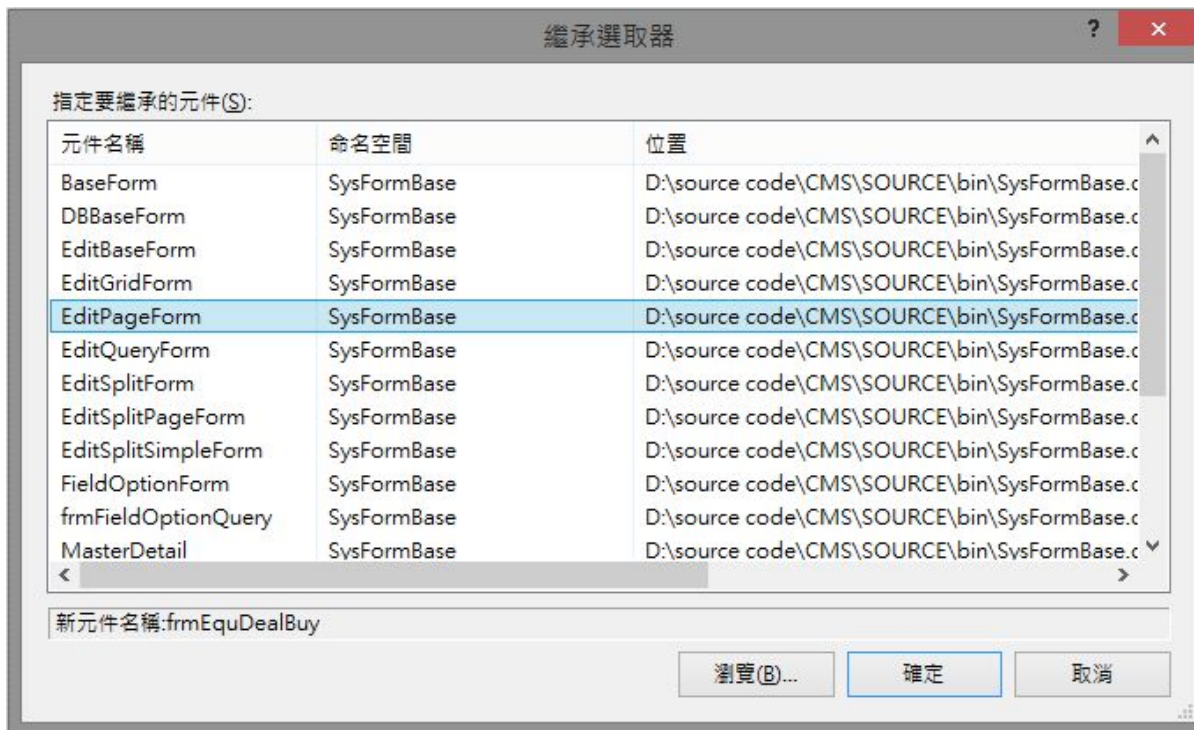 繼承選取器
?
指定要繼承的元件(S):
元件名稱 命名空間 位置
BaseForm SysFormBase D:\source code\CMS\SOURCE\bin\SysFormBase.c
DBBaseForm SysFormBase D:\source code\CMS\SOURCE\bin\SysFormBase.c
EditBaseForm SysFormBase D:\source code\CMS\SOURCE\bin\SysFormBase.c
EditGridForm SysFormBase D:\source code\CMS\SOURCE\bin\SysFormBase.c
EditPageForm SysFormBase D:\source code\CMS\SOURCE\bin\SysFormBase.c
EditQueryForm SysFormBase D:\source code\CMS\SOURCE\bin\SysFormBase.c
EditSplitForm SysFormBase D:\source code\CMS\SOURCE\bin\SysFormBase.c
EditSplitPageForm SysFormBase D:\source code\CMS\SOURCE\bin\SysFormBase.c
EditSplitSimpleForm SysFormBase D:\source code\CMS\SOURCE\bin\SysFormBase.c
FieldOptionForm SysFormBase D:\source code\CMS\SOURCE\bin\SysFormBase.c
frmFieldOptionQuery SysFormBase D:\source code\CMS\SOURCE\bin\SysFormBase.c
MasterDetail SysFormBase D:\source code\CMS\SOURCE\bin\SysFormBase.c
新元件名稱:frmEquDealBuy
瀏覽(B)... 確定 取消